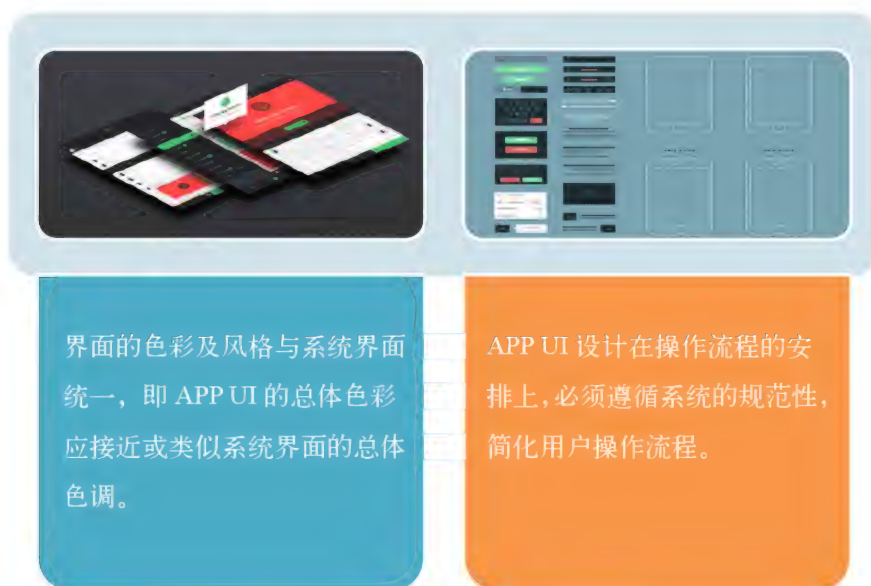 界面的色彩及风格与系统界面
统一，即 APP UI 的总体色彩
应接近或类似系统界面的总体
色调。
APP UI 设计在操作流程的安
排上，必须遵循系统的规范性，
简化用户操作流程。